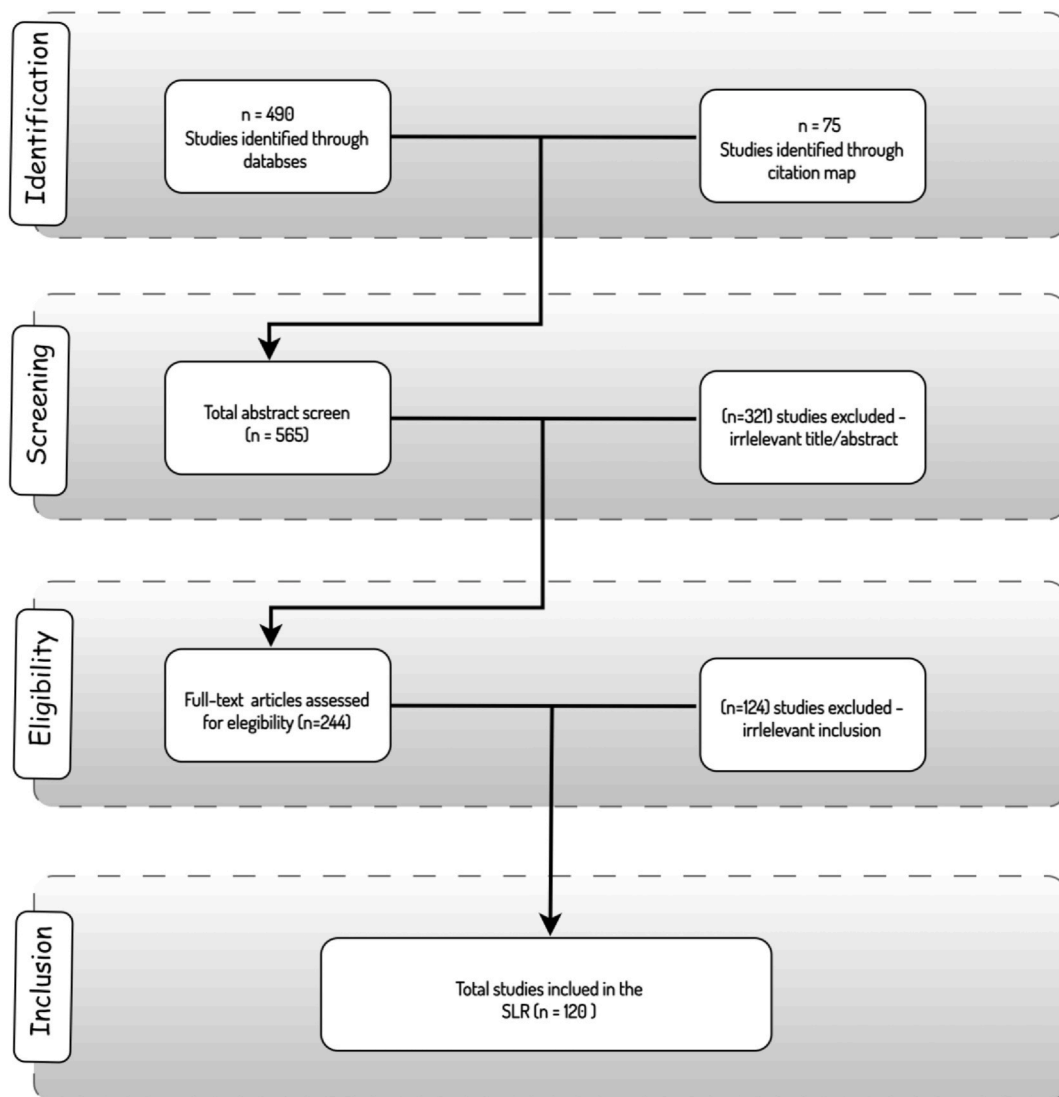 Identification
n = 490
Studies identified through
databses
n = 75
Studies identified through
citation map
Screening
Total abstract screen
(n = 565)
(n=321) studies excluded -
irrlelevant title/abstract
Eligibility
Full-text articles assessed
for elegibility (n=244)
(n=124) studies excluded -
irrlelevant inclusion
Inclusion
Total studies inclued in the
SLR (n = 120 )